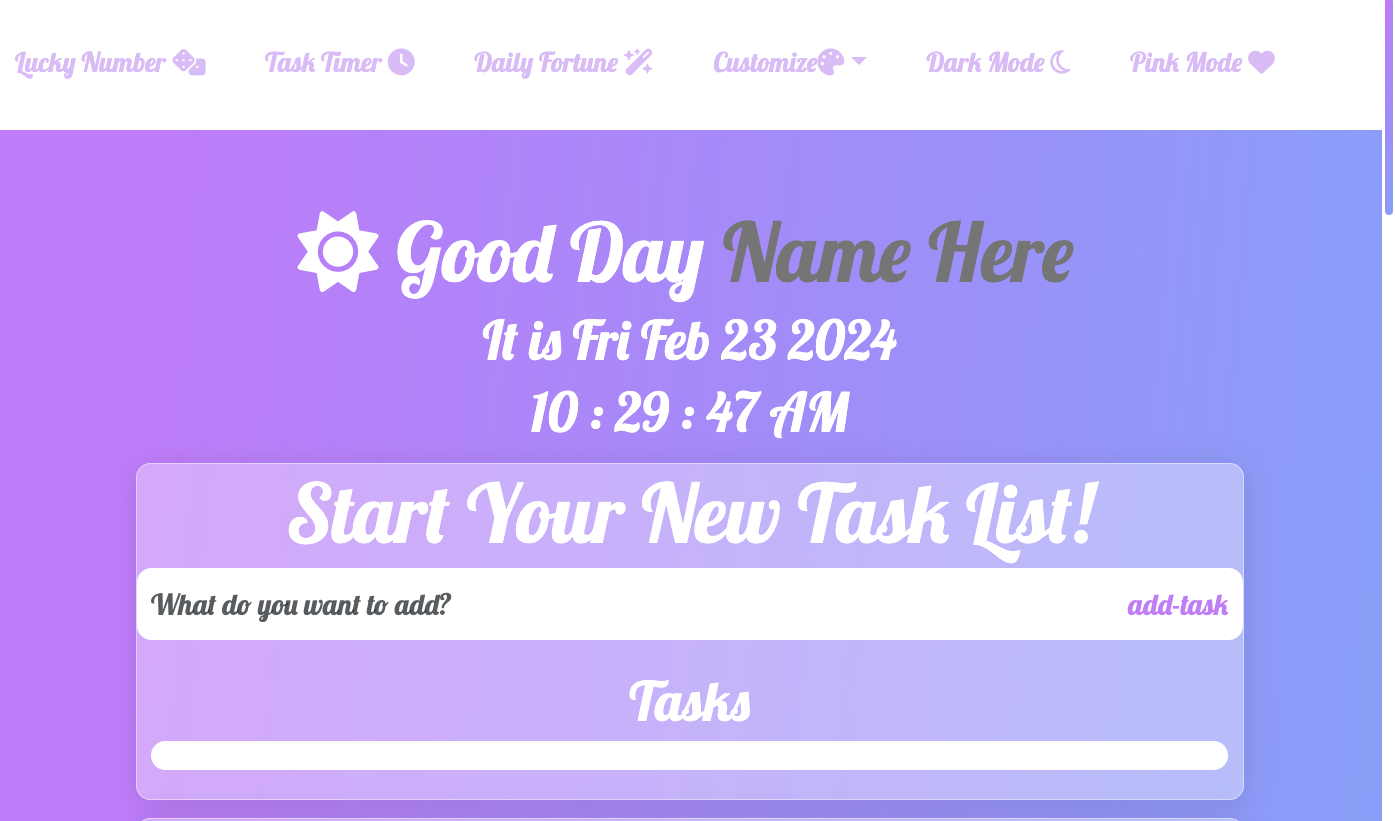 Lucky Number Task Timer Daily Fortune Customize Dark Mode Pink Mode
Good Day Name Here
It is Fri Feb 23 2024
10 : 29 : 47 AM
Start Your New Task List!
What do you want to add? add-task
Tasks